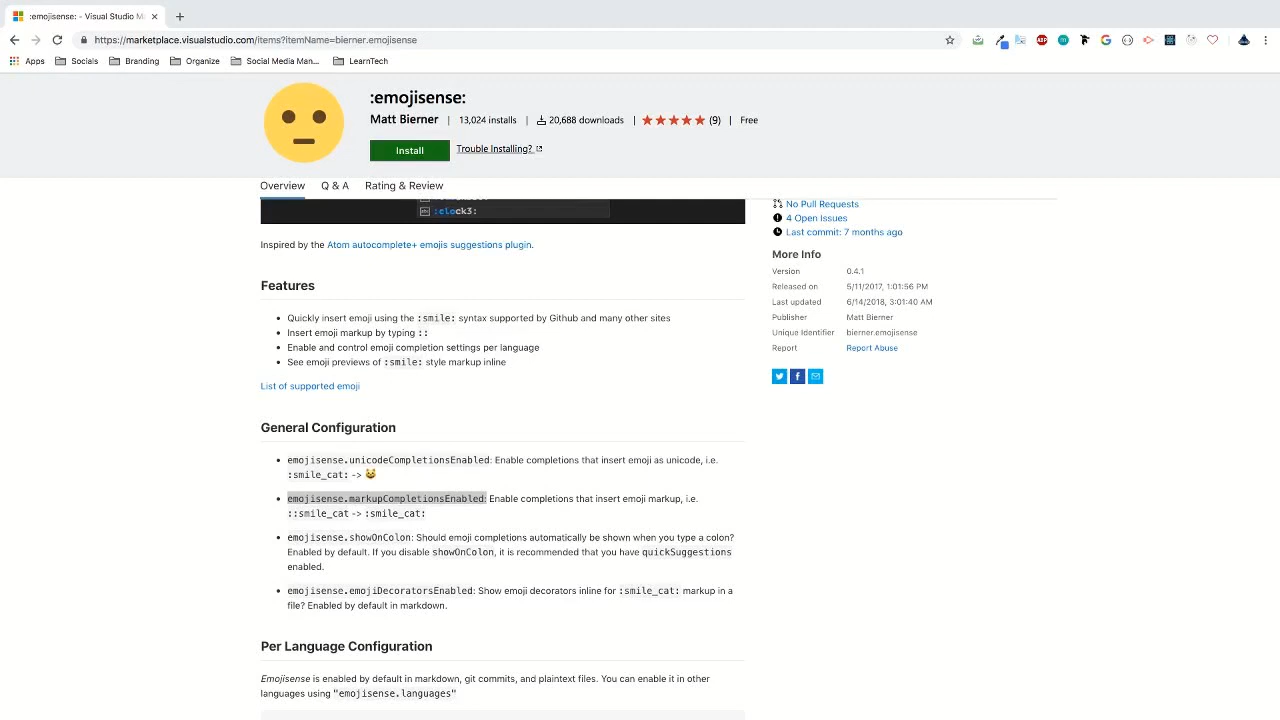 :emojisense: - Visual Studio M
https://marketplace.visualstudio.com/items?itemName=bierner.emojisense
Apps Socials Branding Organize Social Media Man... LearnTech
:emojisense:
Matt Bierner | 13,024 installs | 20,688 downloads | (9) | Free
Install Trouble Installing?
Overview Q & A Rating & Review
:clock3:
No Pull Requests
4 Open Issues
Last commit: 7 months ago
Inspired by the Atom autocomplete+ emojis suggestions plugin.
More Info
Version 0.4.1
Released on 5/11/2017, 1:01:56 PM
Last updated 6/14/2018, 3:01:40 AM
Publisher Matt Bierner
Unique Identifier bierner.emojisense
Report Report Abuse
Features
• Quickly insert emoji using the :smile: syntax supported by Github and many other sites
• Insert emoji markup by typing ::
• Enable and control emoji completion settings per language
• See emoji previews of :smile: style markup inline
List of supported emoji
General Configuration
• emojisense.unicodeCompletionsEnabled: Enable completions that insert emoji as unicode, i.e.
:smile_cat: -> 😸
• emojisense.markupCompletionsEnabled: Enable completions that insert emoji markup, i.e.
::smile_cat -> :smile_cat:
• emojisense.showOnColon: Should emoji completions automatically be shown when you type a colon?
Enabled by default. If you disable showOnColon, it is recommended that you have quickSuggestions
enabled.
• emojisense.emojiDecoratorsEnabled: Show emoji decorators inline for :smile_cat: markup in a
file? Enabled by default in markdown.
Per Language Configuration
Emojisense is enabled by default in markdown, git commits, and plaintext files. You can enable it in other
languages using "emojisense.languages"